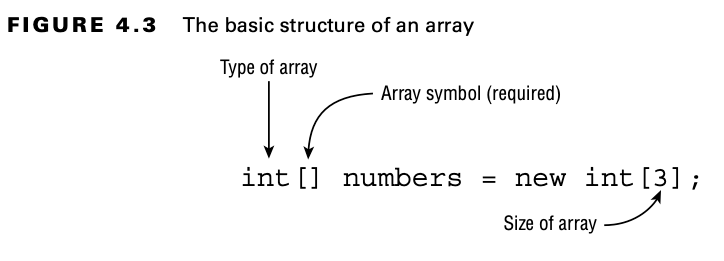 FIGURE 4.3 The basic structure of an array
Type of array
Array symbol (required)
int[] numbers = new int[3];
Size of array